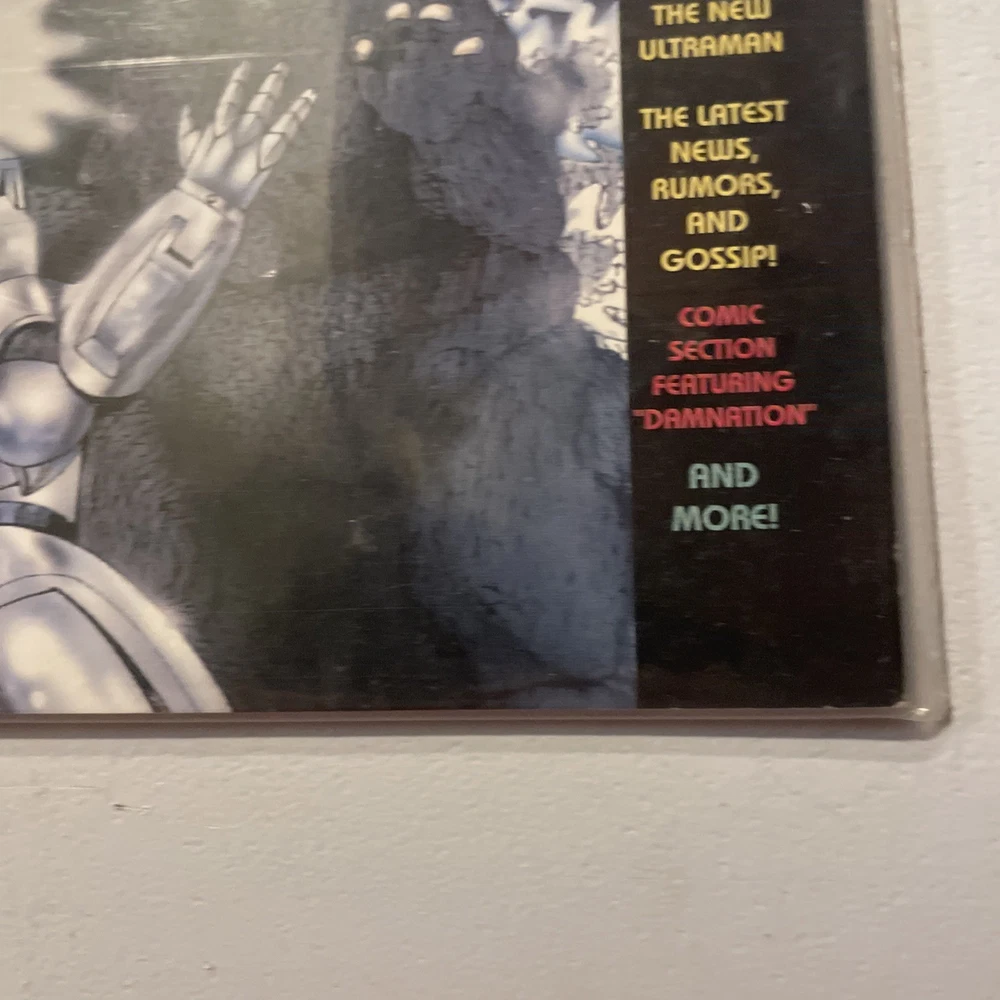 THE NEW
ULTRAMAN
THE LATEST
NEWS,
RUMORS,
AND
GOSSIP!
COMIC
SECTION
FEATURING
"DAMNATION"
AND
MORE!